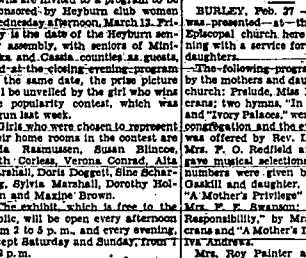 are invited to a program to be
sponsored by Heyburn club women
Wednesday afternoon, March 13. Fri-
is the date of the Heyburn sen-
assembly, with seniors of Mini-
ka and Cassia counties as guests,
at the closing evening program
the same date, the prize picture
be unveiled by the girl who wins
popularity contest, which was
gun last week.
Girls who were chosen to represent
their home rooms in the contest are
Rasmussen, Susan Blincoe,
Corless, Verona Conrad, Alta
Marshall, Doris Doggett, Sine
Sylvia Marshall, Dorothy Hol-
and Maxine Brown.
The exhibit, which is free to the
public, will be open every afternoon
2 to 5 p. m., and every evening,
except Saturday and Sunday, from 7
9 p. m.
BURLEY, Feb. 27
was presented at
Episcopal church here
ning with a service for
daughters.
The following program
by the mothers and dau
church: Prelude, Miss
crans; two hymns, "In
and "Ivory Palaces," wer
congregation and the
was offered by Rev. I.
Mrs. F. O. Redfield a
gave musical selections
numbers were given b
Gaskill and daughter,
"A Mother's Privilege"
Mrs. F. E. Swanson;
Responsibility," by Mr
crans and "A Mother's I
Iva Andrews.
Mrs. Roy Painter